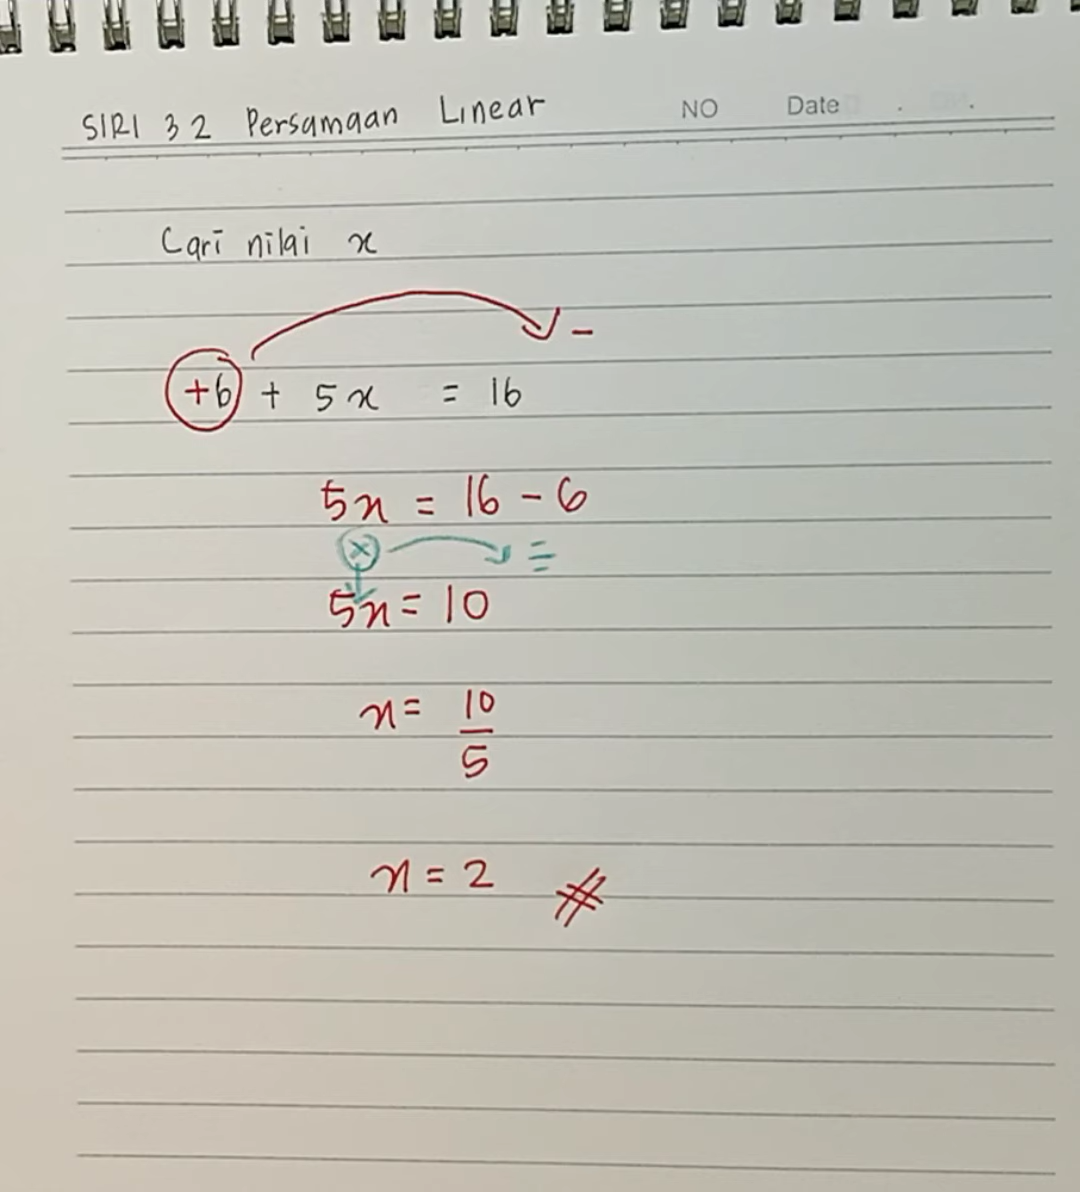 SIRI 32 Persamaan Linear NO Date
Cari nilai x
-
+6 + 5x = 16
5x = 16 - 6
× ÷
5x = 10
x = 10/5
x = 2 #